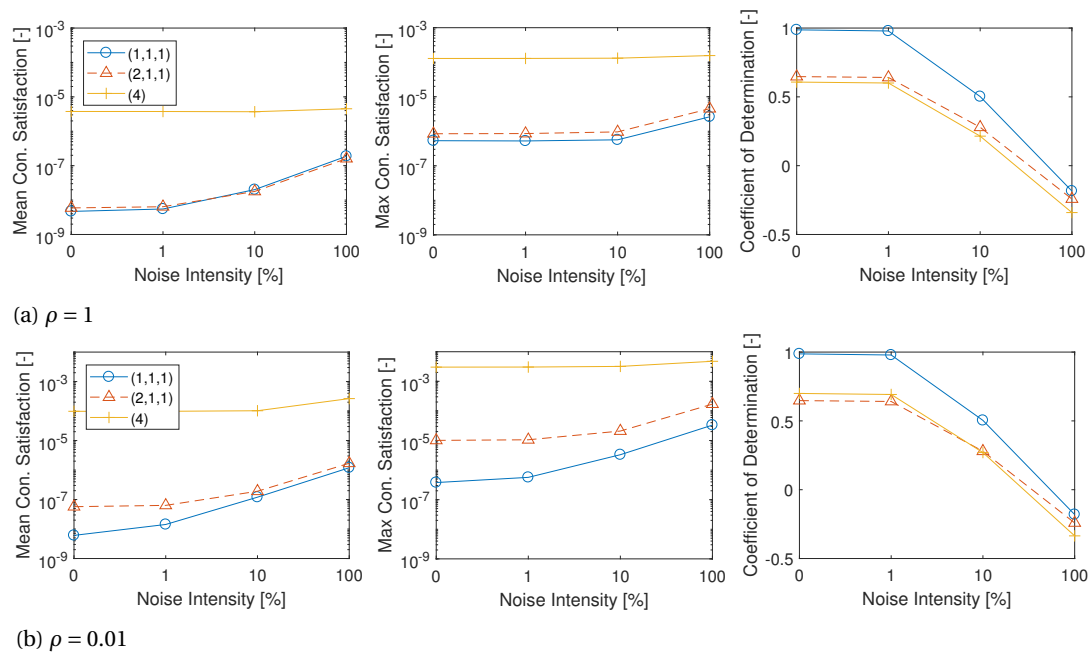 Mean Con. Satisfaction [-]
10^-3
10^-5
10^-7
10^-9
(1,1,1)
(2,1,1)
(4)
0 1 10 100
Noise Intensity [%]
Max Con. Satisfaction [-]
10^-3
10^-5
10^-7
10^-9
0 1 10 100
Noise Intensity [%]
Coefficient of Determination [-]
1
0.5
0
-0.5
0 1 10 100
Noise Intensity [%]
(a) ρ = 1
Mean Con. Satisfaction [-]
10^-3
10^-5
10^-7
10^-9
(1,1,1)
(2,1,1)
(4)
0 1 10 100
Noise Intensity [%]
Max Con. Satisfaction [-]
10^-3
10^-5
10^-7
10^-9
0 1 10 100
Noise Intensity [%]
Coefficient of Determination [-]
1
0.5
0
-0.5
0 1 10 100
Noise Intensity [%]
(b) ρ = 0.01